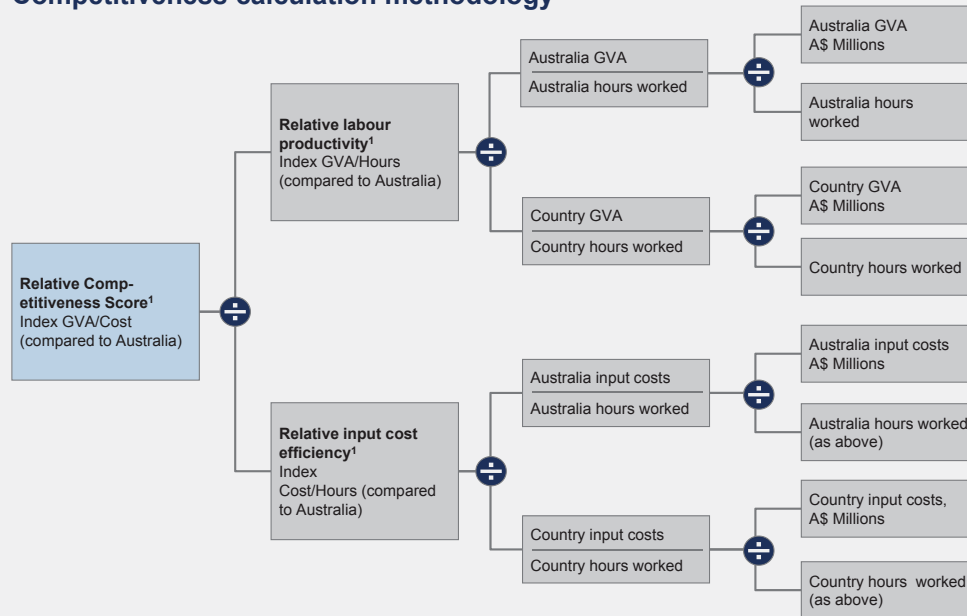 Competitiveness calculation methodology
Relative Comp-
etitiveness Score¹
Index GVA/Cost
(compared to Australia)
÷
Relative labour
productivity¹
Index GVA/Hours
(compared to Australia)
÷
Australia GVA
Australia hours worked
÷
Australia GVA
A$ Millions
Australia hours
worked
Country GVA
Country hours worked
÷
Country GVA
A$ Millions
Country hours worked
Relative input cost
efficiency¹
Index
Cost/Hours (compared
to Australia)
÷
Australia input costs
Australia hours worked
÷
Australia input costs
A$ Millions
Australia hours worked
(as above)
Country input costs
Country hours worked
÷
Country input costs,
A$ Millions
Country hours worked
(as above)